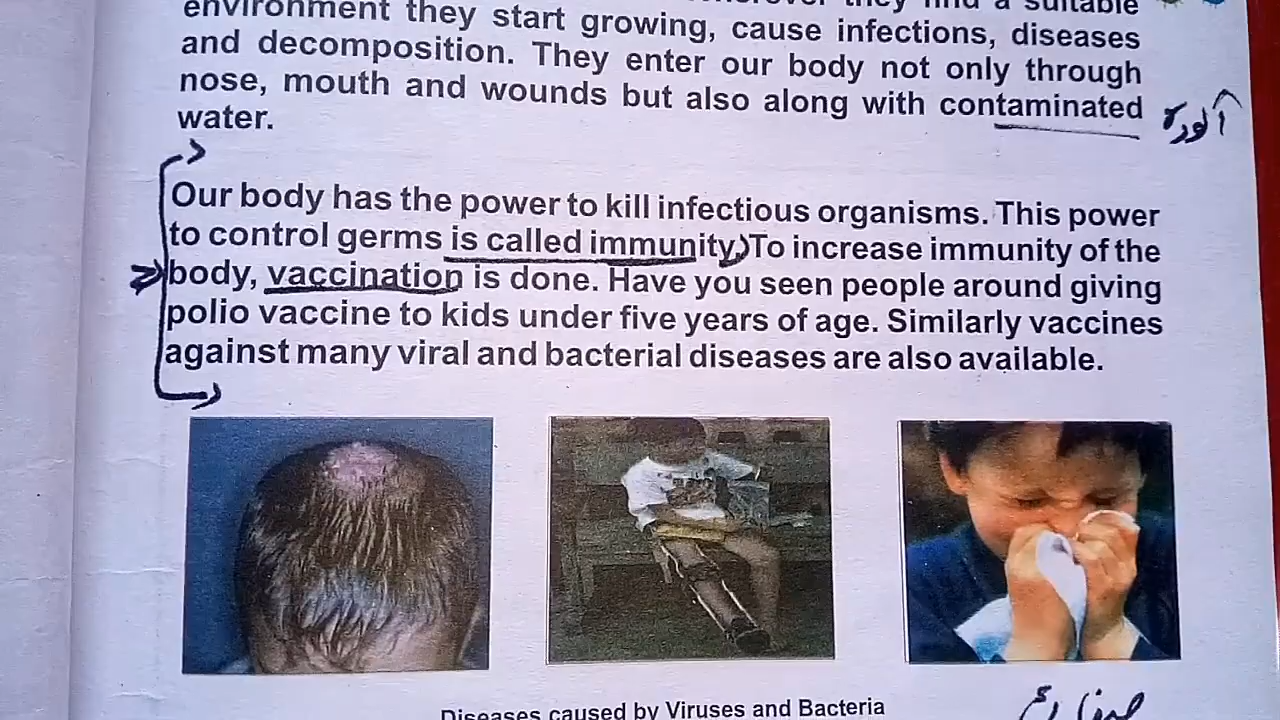 environment they start growing, cause infections, diseases
and decomposition. They enter our body not only through
nose, mouth and wounds but also along with contaminated
water.
آلودہ
Our body has the power to kill infectious organisms. This power
to control germs is called immunity. To increase immunity of the
body, vaccination is done. Have you seen people around giving
polio vaccine to kids under five years of age. Similarly vaccines
against many viral and bacterial diseases are also available.
Diseases caused by Viruses and Bacteria